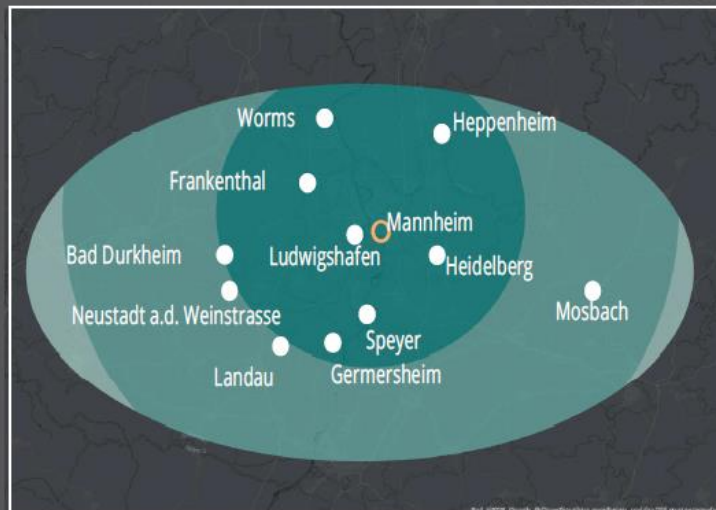 Worms
Heppenheim
Frankenthal
Mannheim
Bad Durkheim
Ludwigshafen
Heidelberg
Neustadt a.d. Weinstrasse
Mosbach
Speyer
Landau
Germersheim